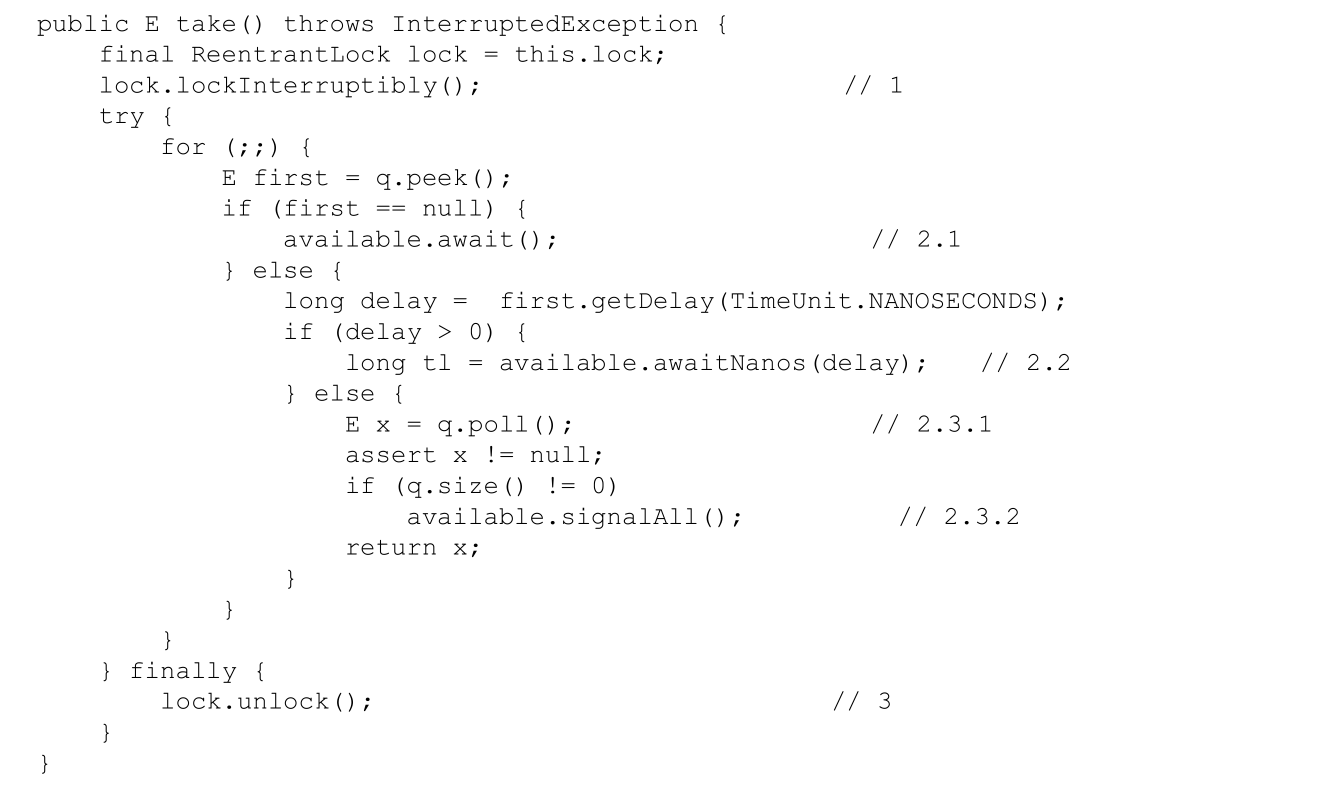 public E take() throws InterruptedException {
    final ReentrantLock lock = this.lock;
    lock.lockInterruptibly();                        // 1
    try {
        for (;;) {
            E first = q.peek();
            if (first == null) {
                available.await();                     // 2.1
            } else {
                long delay =  first.getDelay(TimeUnit.NANOSECONDS);
                if (delay > 0) {
                    long tl = available.awaitNanos(delay);    // 2.2
                } else {
                    E x = q.poll();                    // 2.3.1
                    assert x != null;
                    if (q.size() != 0)
                        available.signalAll();           // 2.3.2
                    return x;
                }
            }
        }
    } finally {
        lock.unlock();                               // 3
    }
}